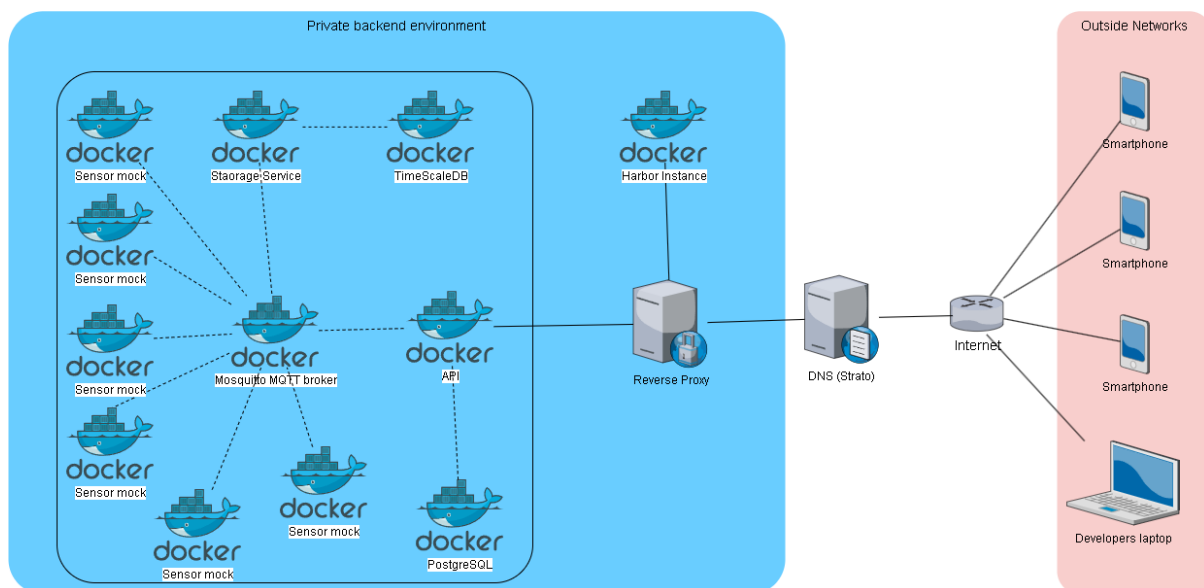 Private backend environment
Outside Networks
docker
Sensor mock
docker
Staorage Service
docker
TimeScaleDB
docker
Harbor Instance
Smartphone
docker
Sensor mock
Smartphone
docker
Sensor mock
docker
Mosquitto MQTT broker
docker
API
Reverse Proxy
DNS (Strato)
Internet
Smartphone
docker
Sensor mock
docker
Sensor mock
docker
Sensor mock
docker
PostgreSQL
Developers laptop